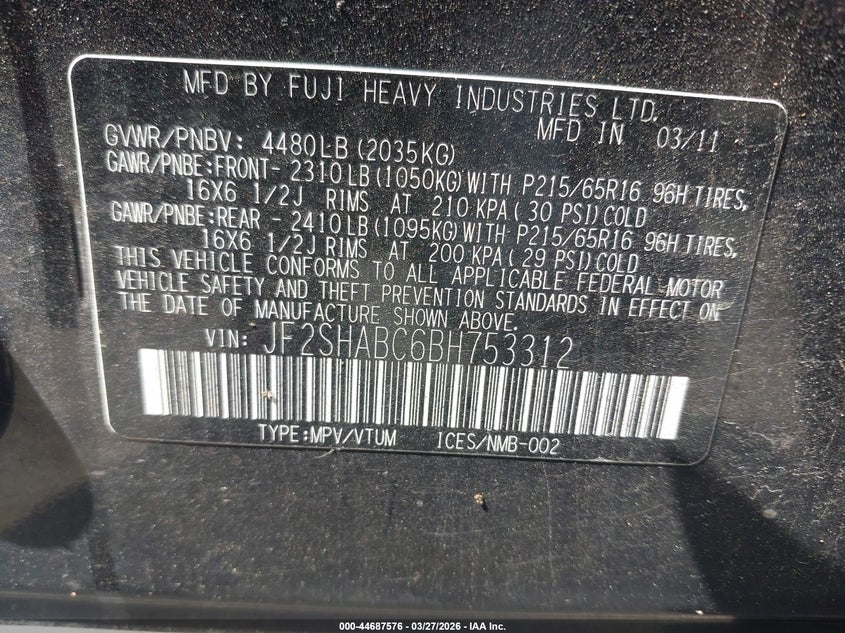 MFD BY FUJI HEAVY INDUSTRIES LTD.
MFD IN 03/11
GVWR/PNBV: 4480LB(2035KG)
GAWR/PNBE:FRONT- 2310LB(1050KG)WITH P215/65R16 96H TIRES,
16X6 1/2J RIMS AT 210 KPA(30 PSI)COLD
GAWR/PNBE:REAR - 2410LB(1095KG)WITH P215/65R16 96H TIRES,
16X6 1/2J RIMS AT 200 KPA(29 PSI)COLD
THIS VEHICLE CONFORMS TO ALL APPLICABLE FEDERAL MOTOR
VEHICLE SAFETY AND THEFT PREVENTION STANDARDS IN EFFECT ON
THE DATE OF MANUFACTURE SHOWN ABOVE.
VIN: JF2SHABC6BH753312
TYPE:MPV/VTUM ICES/NMB-002
000-44687576 | 03/27/2026 | IAA Inc.